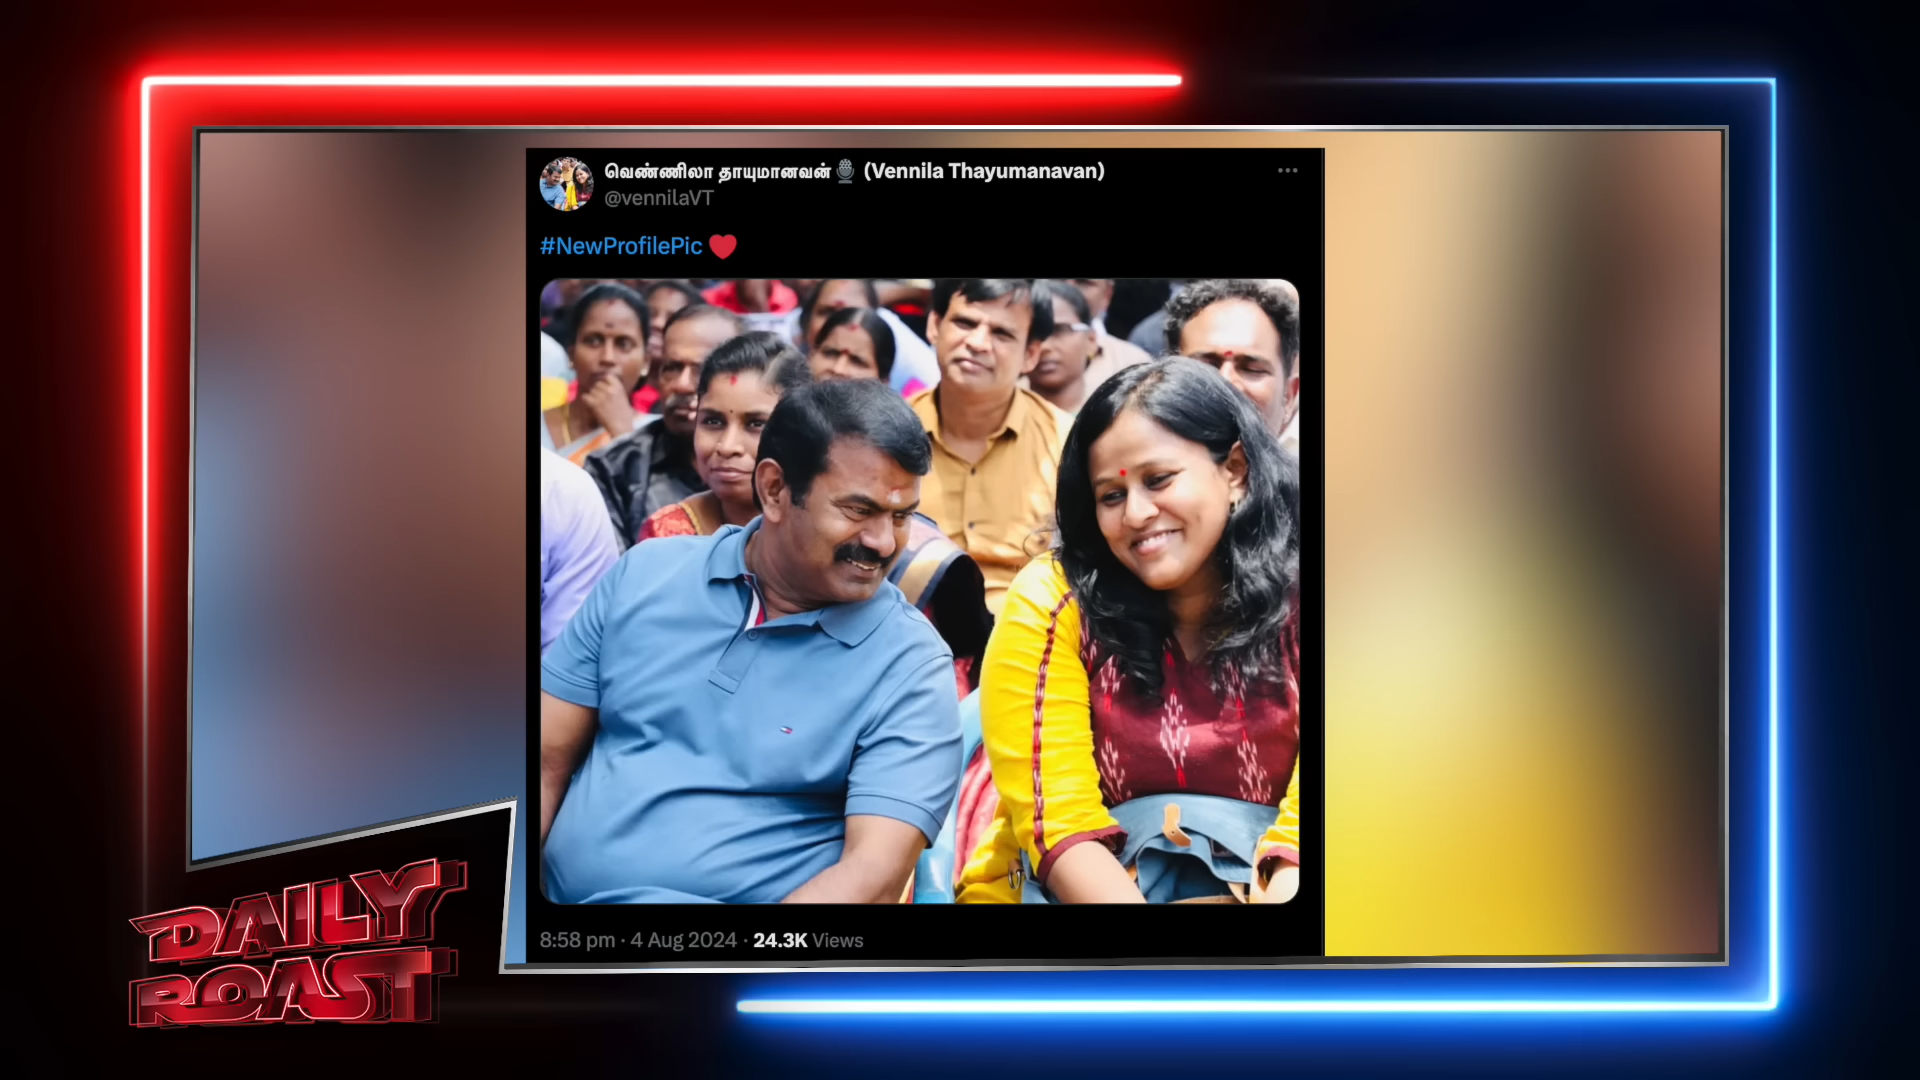 வெண்ணிலா தாயுமானவன்🎙️ (Vennila Thayumanavan)
@vennilaVT
#NewProfilePic ❤️
8:58 pm · 4 Aug 2024 · 24.3K Views
DAILY
ROAST